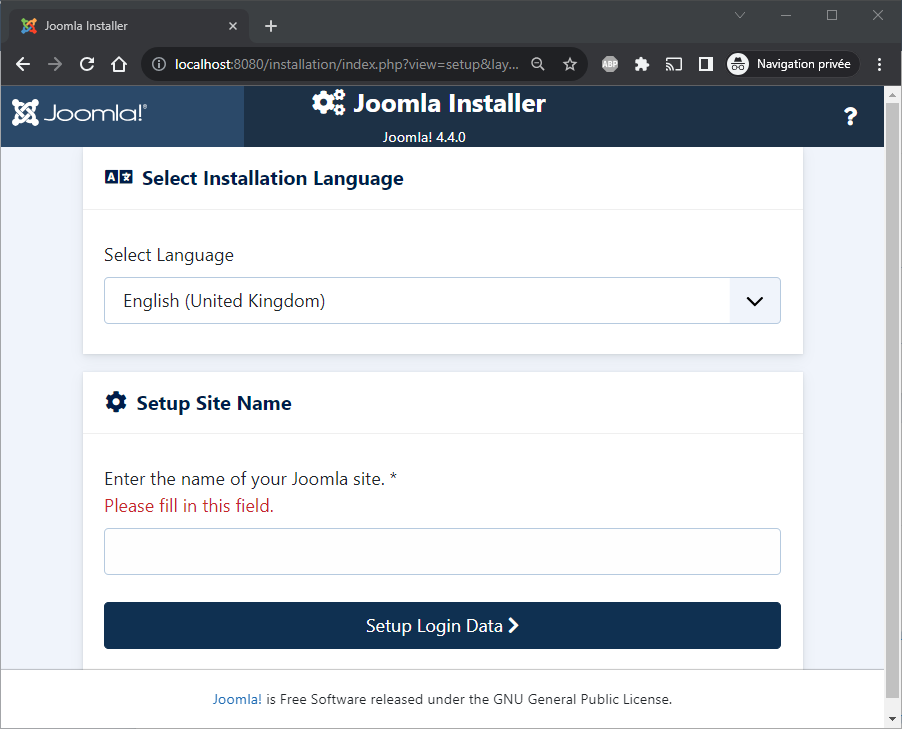 Joomla Installer
localhost:8080/installation/index.php?view=setup&lay...
ABP
Navigation privée
Joomla!®
Joomla Installer
?
Joomla! 4.4.0
Select Installation Language
Select Language
English (United Kingdom)
Setup Site Name
Enter the name of your Joomla site. *
Please fill in this field.
Setup Login Data
Joomla! is Free Software released under the GNU General Public License.